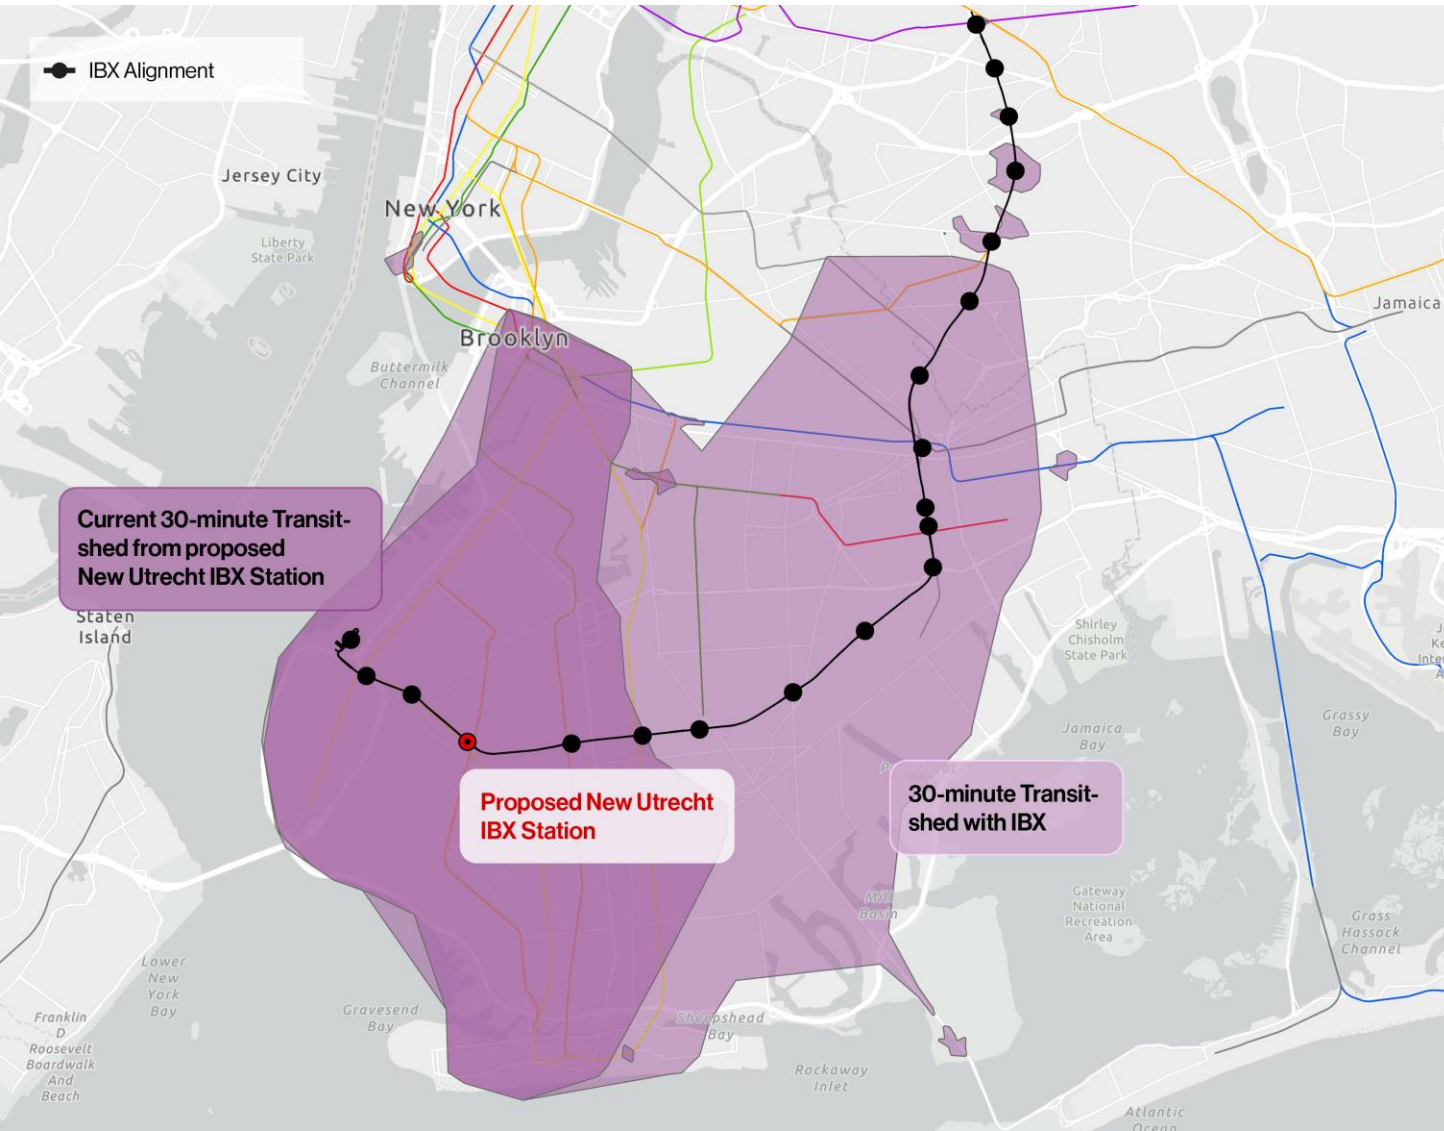 IBX Alignment
Jersey City
New York
Liberty
State Park
Jamaica
Brooklyn
Buttermilk
Channel
Current 30-minute Transit-
shed from proposed
New Utrecht IBX Station
Staten
Island
Shirley
Chisholm
State Park
Grassy
Bay
Jamaica
Bay
Proposed New Utrecht
IBX Station
30-minute Transit-
shed with IBX
Mill
Basin
Gateway
National
Recreation
Area
Grass
Hassock
Channel
Lower
New
York
Bay
Gravesend
Bay
Sheepshead
Bay
Franklin
D
Roosevelt
Boardwalk
And
Beach
Rockaway
Inlet
Atlantic
Ocean